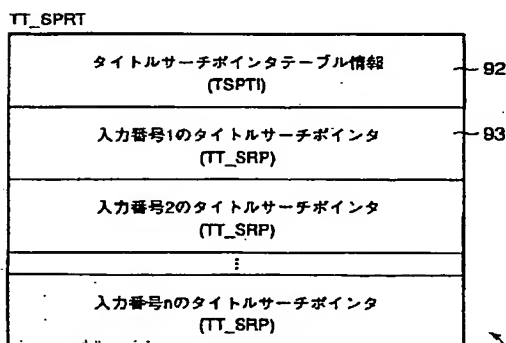 TT_SPRT
タイトルサーチポインタテーブル情報
(TSPTI)
92
入力番号1のタイトルサーチポインタ
(TT_SRP)
93
入力番号2のタイトルサーチポインタ
(TT_SRP)
⋮
入力番号nのタイトルサーチポインタ
(TT_SRP)